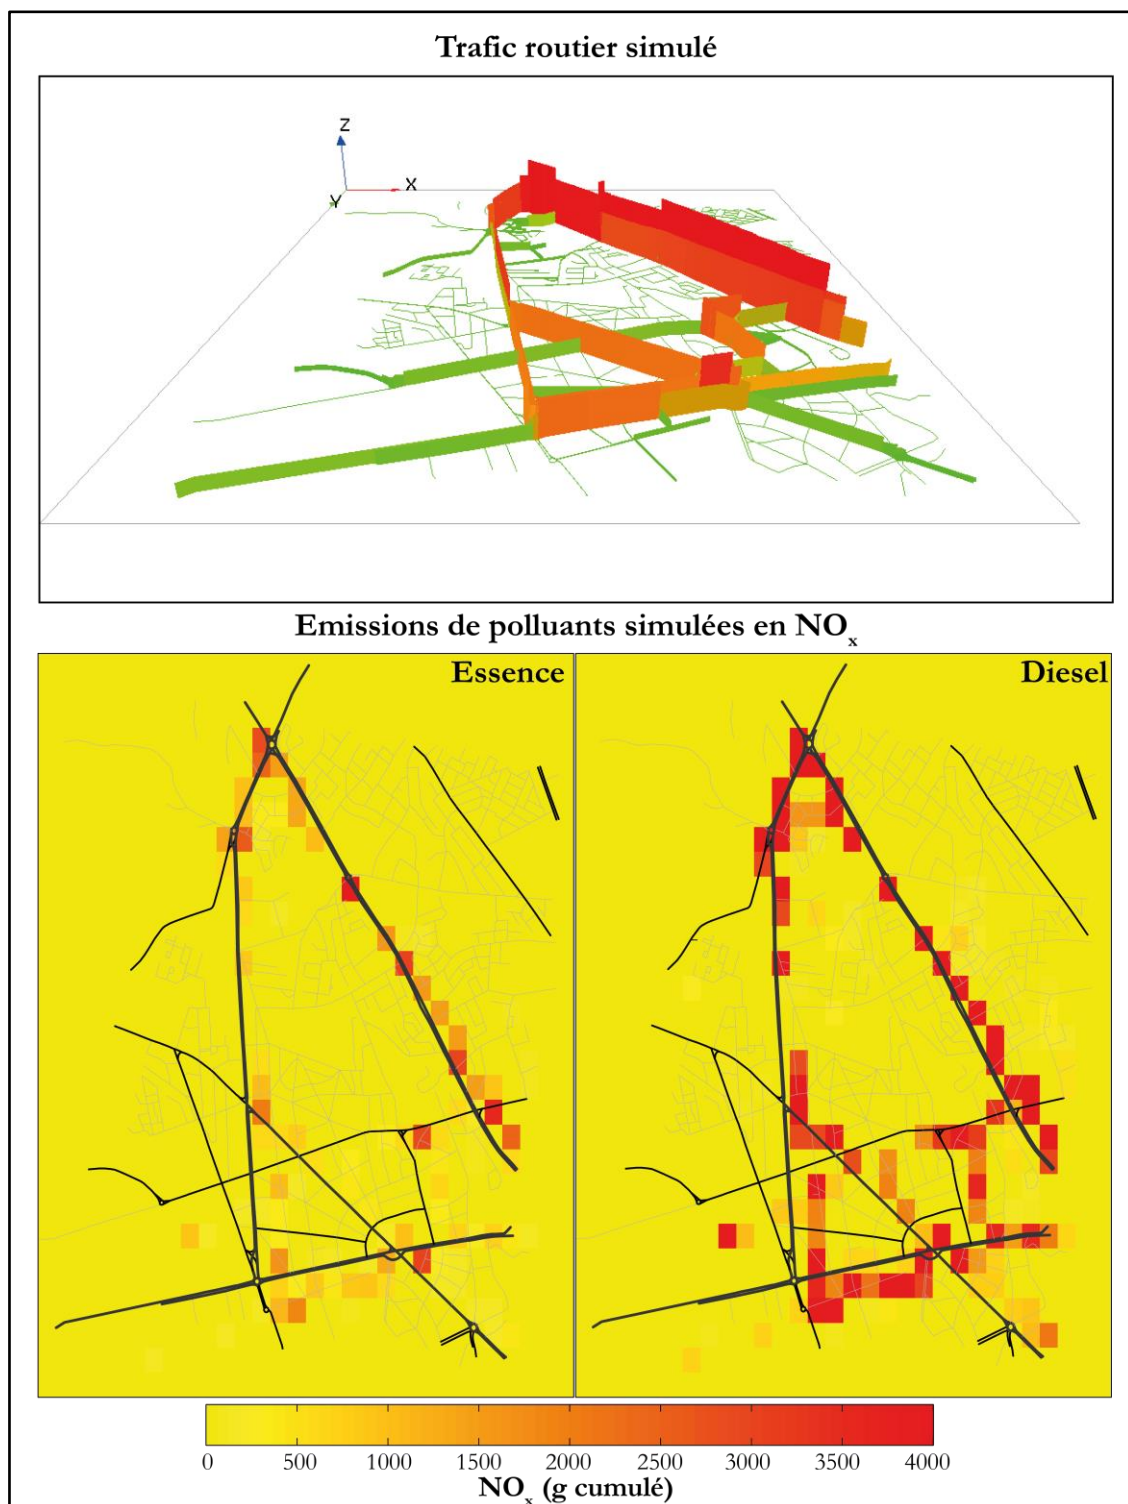 Trafic routier simulé
Z
X
Y
Emissions de polluants simulées en NOx
Essence
Diesel
0 500 1000 1500 2000 2500 3000 3500 4000
NOx (g cumulé)